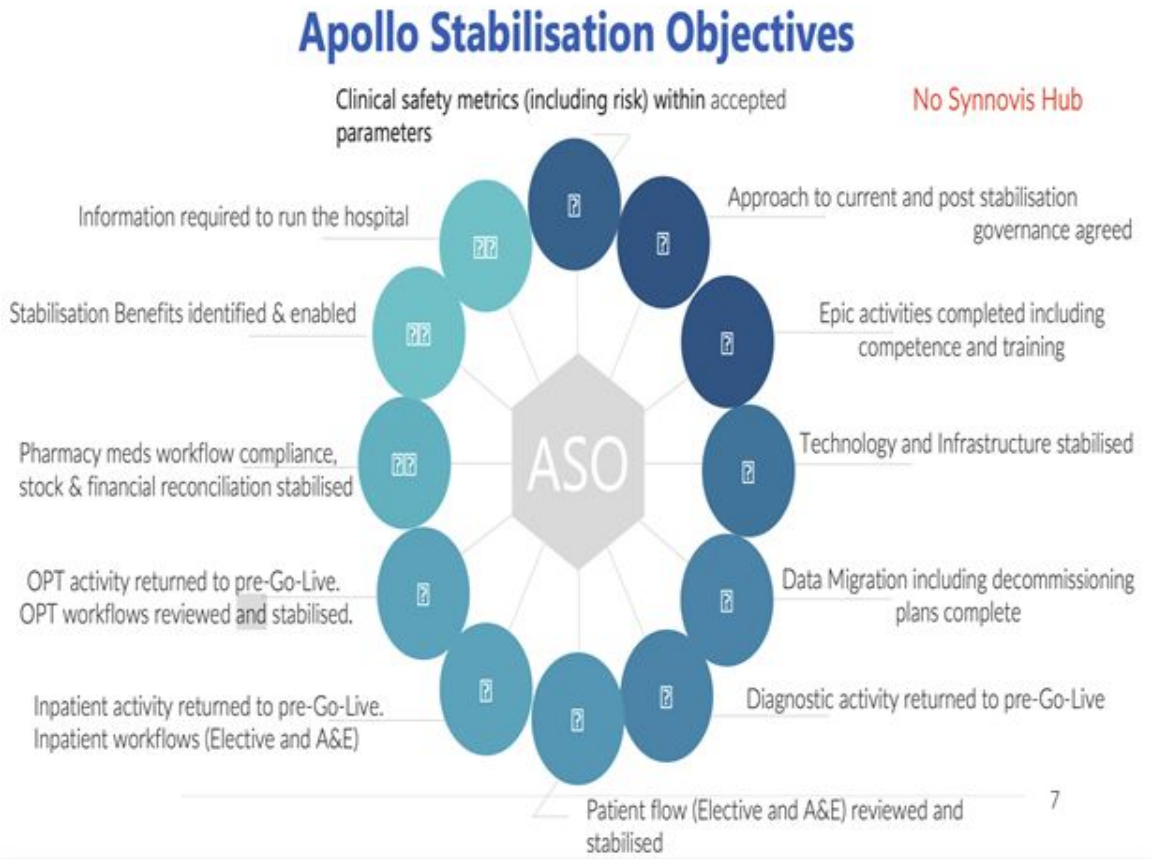 Apollo Stabilisation Objectives
Clinical safety metrics (including risk) within accepted
parameters
No Synnovis Hub
Approach to current and post stabilisation
governance agreed
Epic activities completed including
competence and training
Technology and Infrastructure stabilised
Data Migration including decommissioning
plans complete
Diagnostic activity returned to pre-Go-Live
Patient flow (Elective and A&E) reviewed and
stabilised
Inpatient activity returned to pre-Go-Live.
Inpatient workflows (Elective and A&E)
OPT activity returned to pre-Go-Live.
OPT workflows reviewed and stabilised.
Pharmacy meds workflow compliance,
stock & financial reconciliation stabilised
Stabilisation Benefits identified & enabled
Information required to run the hospital
ASO
7